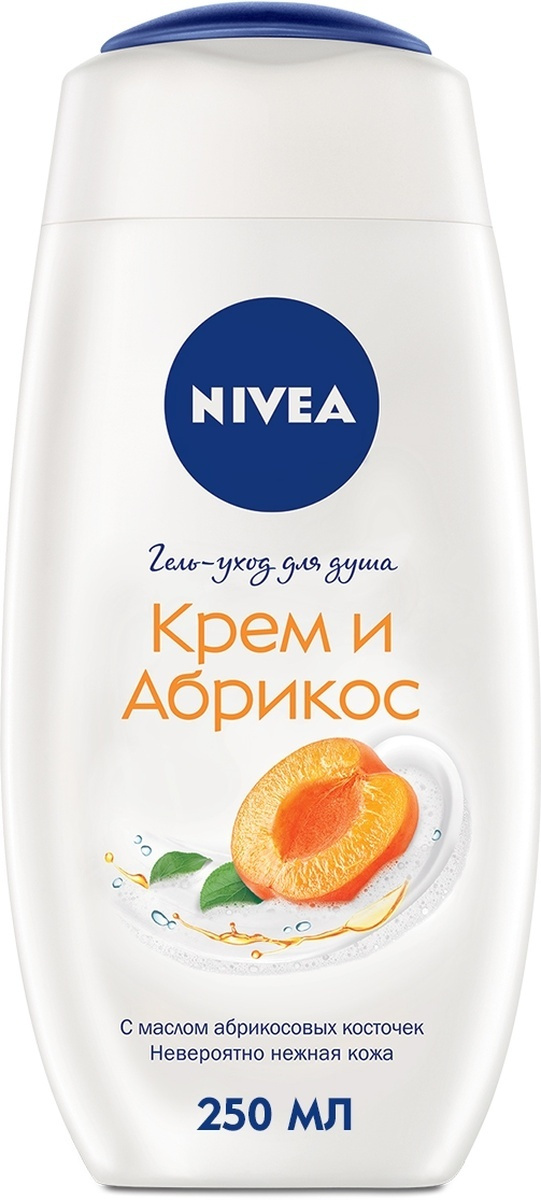 NIVEA
Гель-уход для душа
Крем и
Абрикос
С маслом абрикосовых косточек
Невероятно нежная кожа
250 МЛ